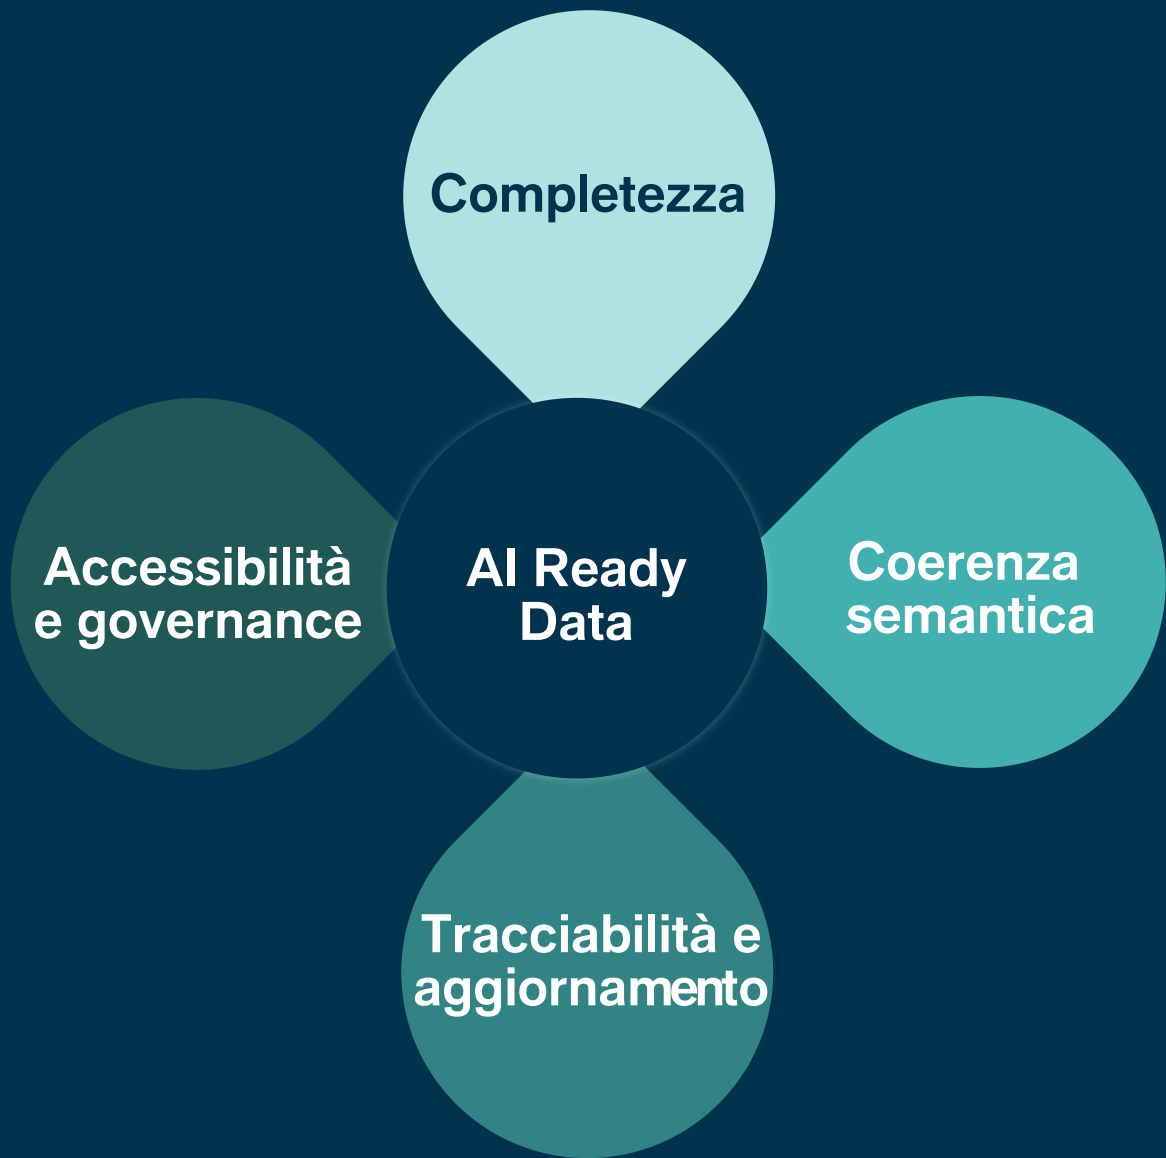 Completezza
Accessibilità
e governance
AI Ready
Data
Coerenza
semantica
Tracciabilità e
aggiornamento